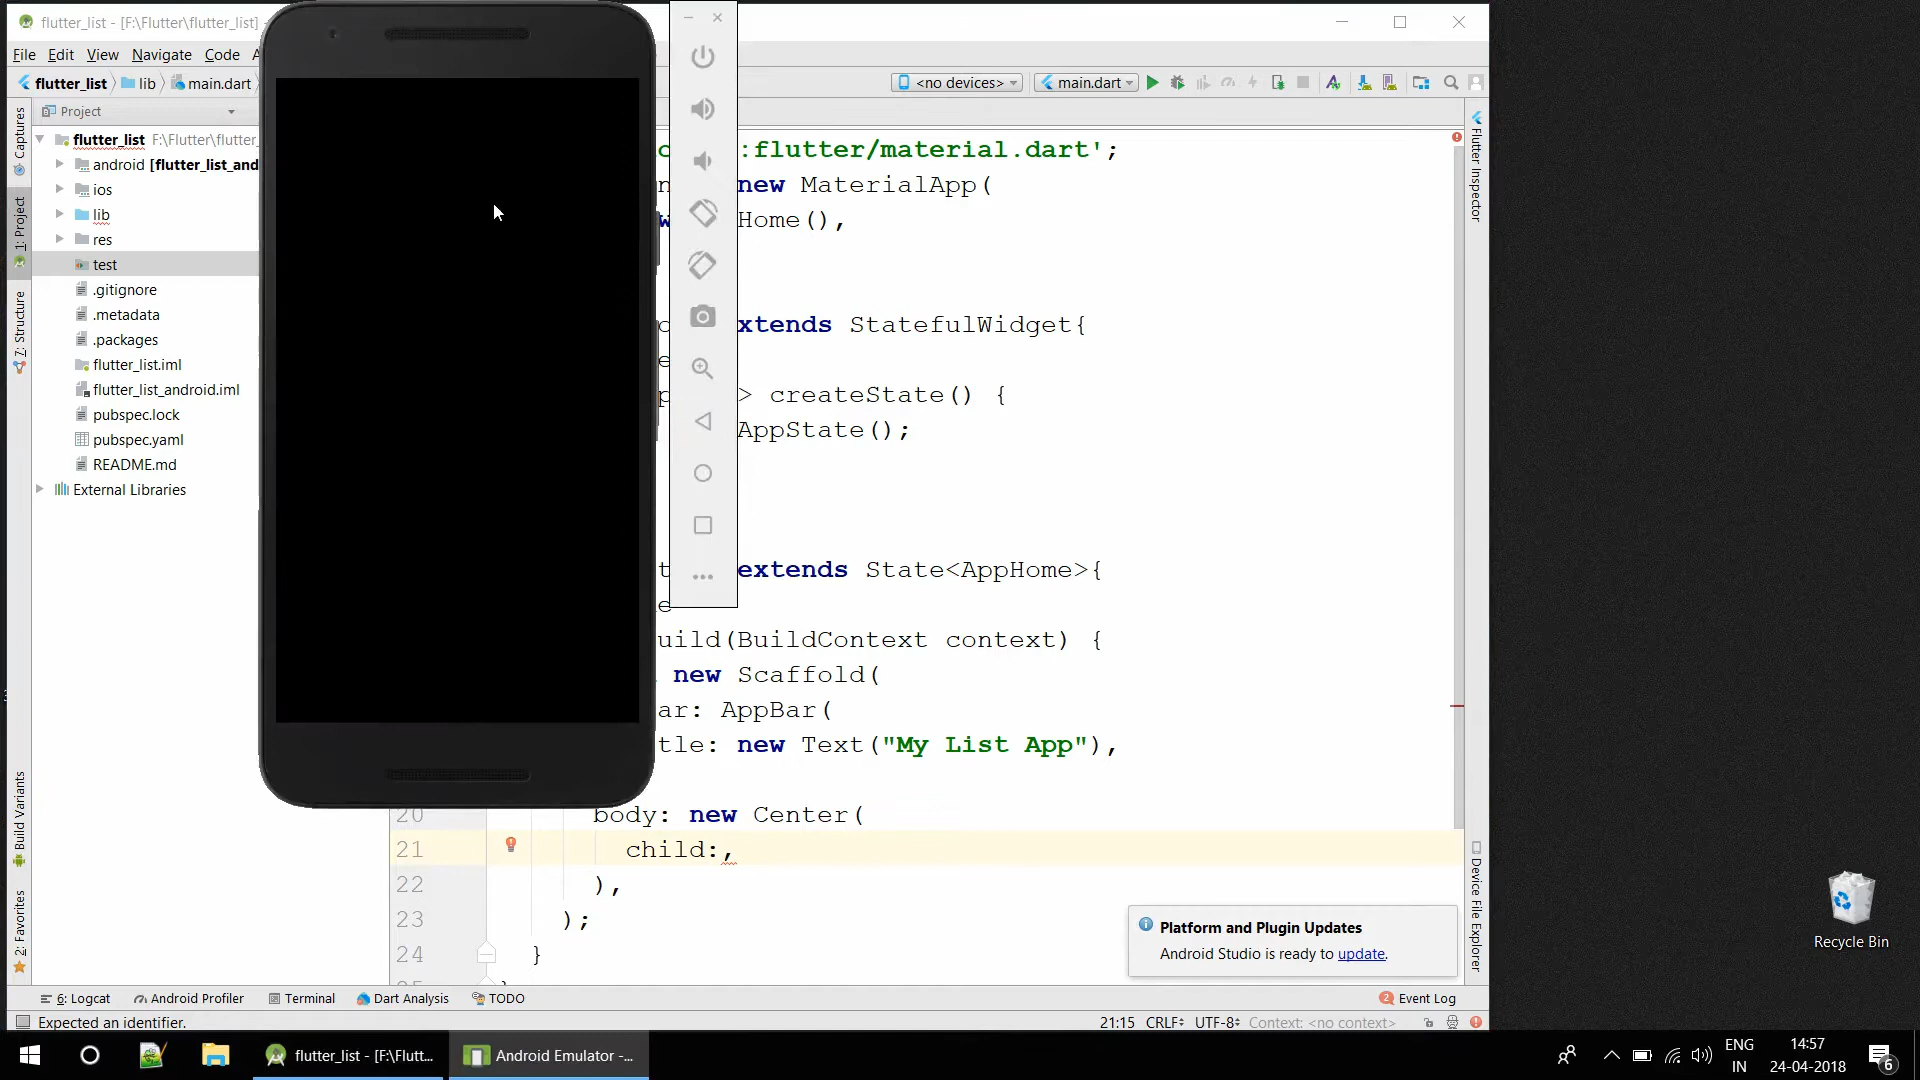 flutter_list - [F:\Flutter\flutter_list] -
File Edit View Navigate Code A
flutter_list lib main.dart
<no devices> main.dart
Project
Captures
1: Project
7: Structure
Build Variants
2: Favorites
flutter_list F:\Flutter\flutter_
android [flutter_list_and
ios
lib
res
test
.gitignore
.metadata
.packages
flutter_list.iml
flutter_list_android.iml
pubspec.lock
pubspec.yaml
README.md
External Libraries
:flutter/material.dart';
new MaterialApp(
Home(),
xtends StatefulWidget{
> createState() {
AppState();
extends State<AppHome>{
uild(BuildContext context) {
new Scaffold(
ar: AppBar(
tle: new Text("My List App"),
20 body: new Center(
21 child:,
22 ),
23 );
24 }
Flutter Inspector
Device File Explorer
Platform and Plugin Updates
Android Studio is ready to update.
6: Logcat Android Profiler Terminal Dart Analysis TODO 2 Event Log
Expected an identifier. 21:15 CRLF UTF-8 Context: <no context>
Recycle Bin
flutter_list - [F:\Flutt... Android Emulator -...
ENG
IN
14:57
24-04-2018
6